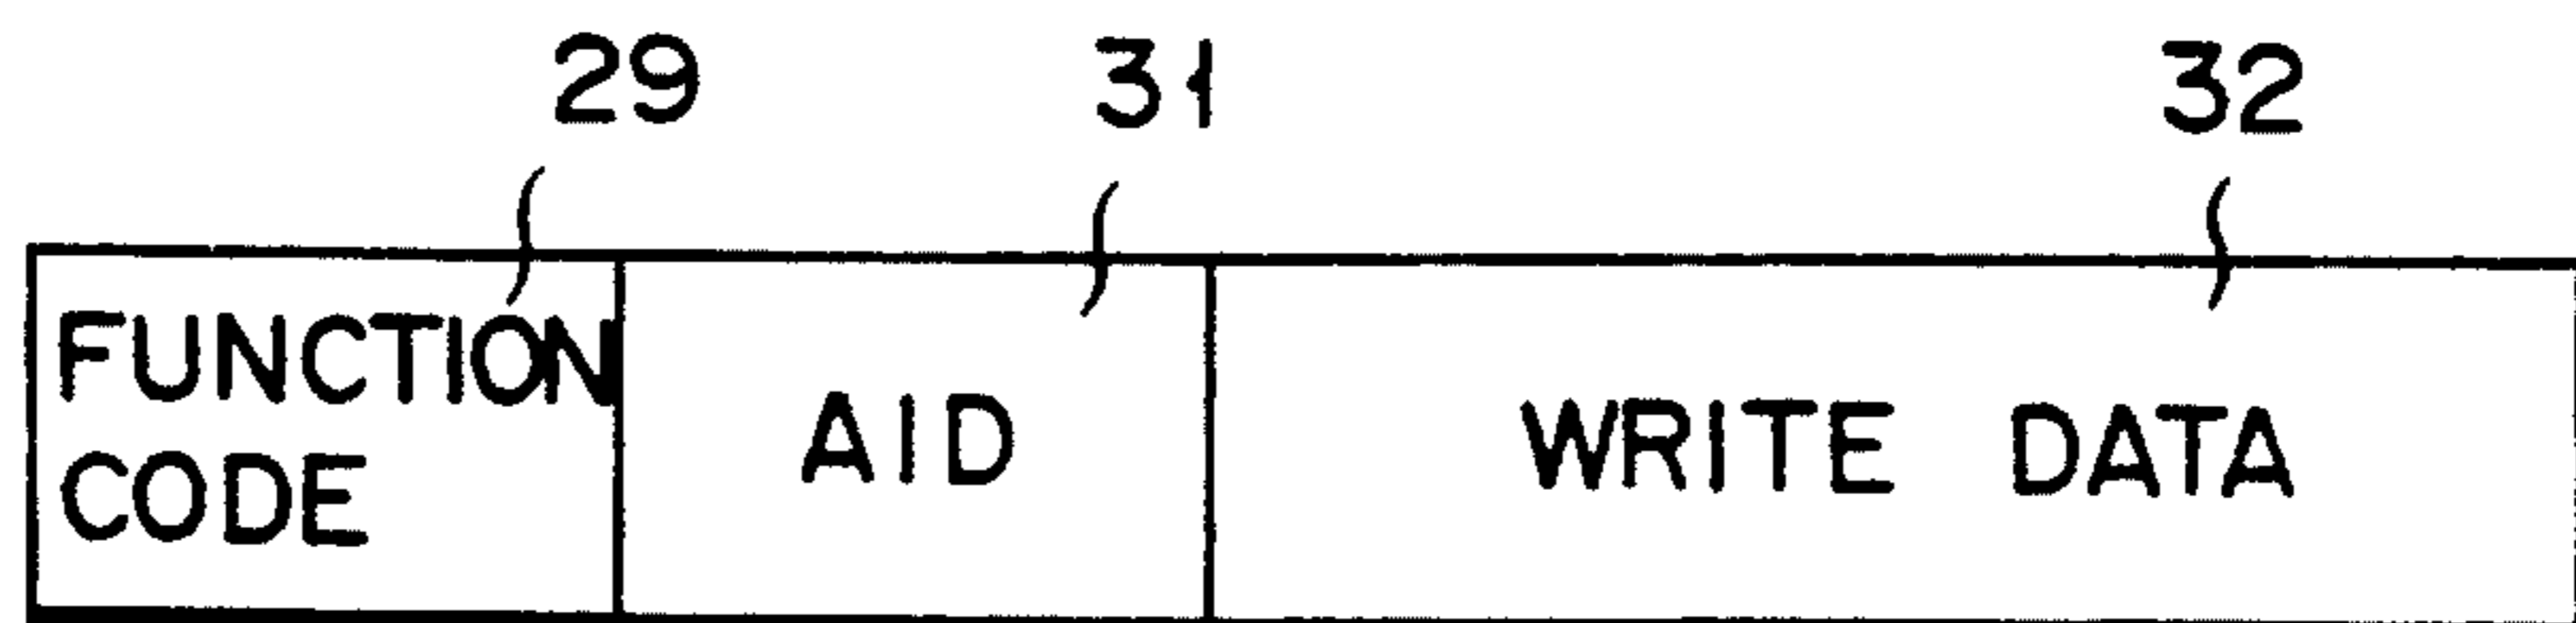 29 31 32
FUNCTION
CODE
AID
WRITE DATA